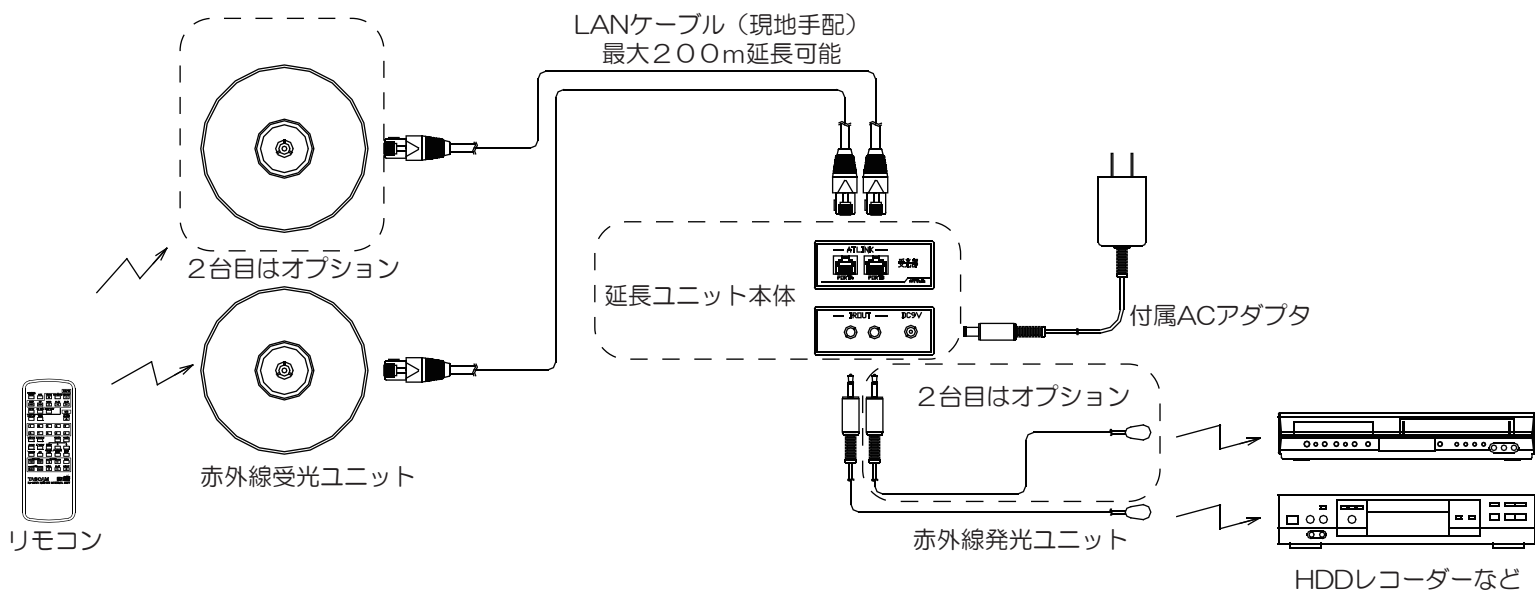 LANケーブル（現地手配）
最大２００ｍ延長可能
２台目はオプション
延長ユニット本体
ATLINK
受光部
IROUT
DC9V
付属ACアダプタ
２台目はオプション
赤外線受光ユニット
TASCAM
リモコン
赤外線発光ユニット
HDDレコーダーなど